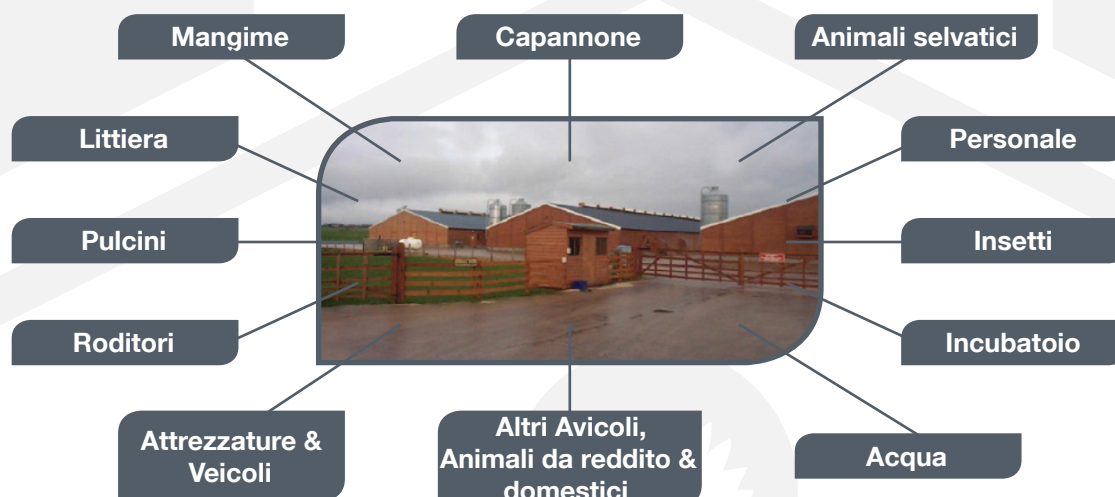 Mangime
Capannone
Animali selvatici
Littiera
Personale
Pulcini
Insetti
Roditori
Incubatoio
Attrezzature &
Veicoli
Altri Avicoli,
Animali da reddito &
domestici
Acqua